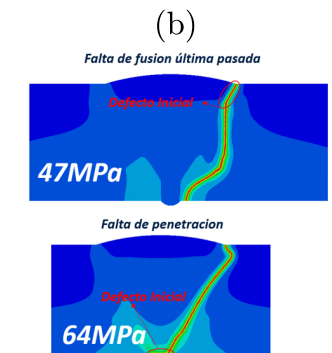 (b)
Falta de fusion última pasada
Defecto Inicial
47MPa
Falta de penetracion
Defecto Inicial
64MPa